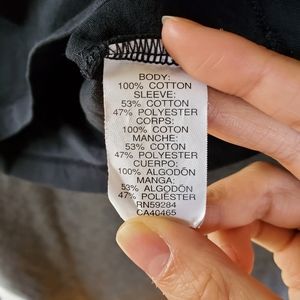 BODY:
100% COTTON
SLEEVE:
53% COTTON
47% POLYESTER
CORPS:
100% COTON
MANCHE:
53% COTON
47% POLYESTER
CUERPO:
100% ALGODÓN
MANGA:
53% ALGODÓN
47% POLIÉSTER
RN59284
CA40465